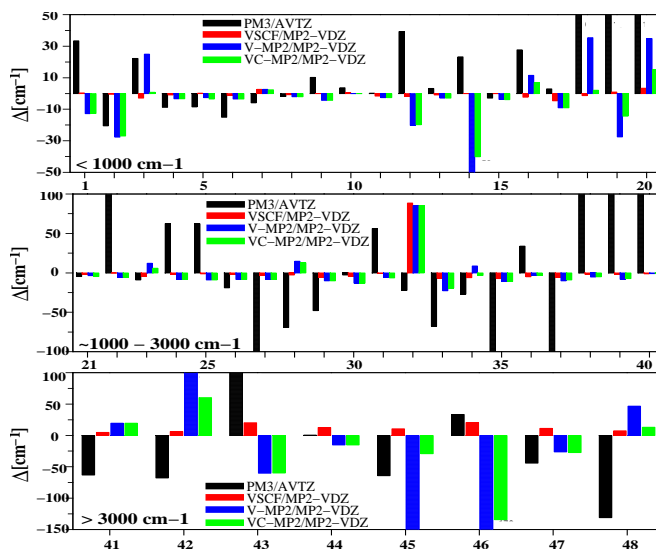 50
25
0
−25
−50
Δ[cm−1]
PM3/AVTZ
VSCF/MP2−VDZ
V−MP2/MP2−VDZ
VC−MP2/MP2−VDZ
< 1000 cm−1
1 5 10 15 20
100
50
0
−50
−100
Δ[cm−1]
PM3/AVTZ
VSCF/MP2−VDZ
V−MP2/MP2−VDZ
VC−MP2/MP2−VDZ
~1000 − 3000 cm−1
21 25 30 35 40
100
50
0
−50
−100
−150
Δ[cm−1]
PM3/AVTZ
VSCF/MP2−VDZ
V−MP2/MP2−VDZ
VC−MP2/MP2−VDZ
> 3000 cm−1
41 42 43 44 45 46 47 48